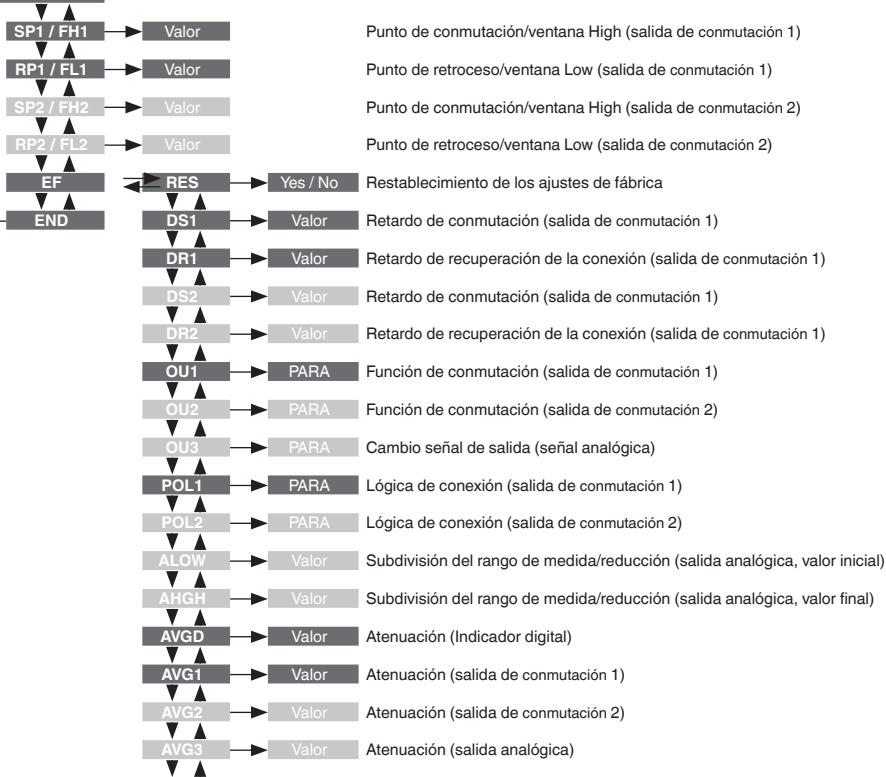 SP1 / FH1 Valor Punto de conmutación/ventana High (salida de conmutación 1)
RP1 / FL1 Valor Punto de retroceso/ventana Low (salida de conmutación 1)
SP2 / FH2 Valor Punto de conmutación/ventana High (salida de conmutación 2)
RP2 / FL2 Valor Punto de retroceso/ventana Low (salida de conmutación 2)
EF RES Yes / No Restablecimiento de los ajustes de fábrica
END DS1 Valor Retardo de conmutación (salida de conmutación 1)
DR1 Valor Retardo de recuperación de la conexión (salida de conmutación 1)
DS2 Valor Retardo de conmutación (salida de conmutación 1)
DR2 Valor Retardo de recuperación de la conexión (salida de conmutación 1)
OU1 PARA Función de conmutación (salida de conmutación 1)
OU2 PARA Función de conmutación (salida de conmutación 2)
OU3 PARA Cambio señal de salida (señal analógica)
POL1 PARA Lógica de conexión (salida de conmutación 1)
POL2 PARA Lógica de conexión (salida de conmutación 2)
ALOW Valor Subdivisión del rango de medida/reducción (salida analógica, valor inicial)
AHGH Valor Subdivisión del rango de medida/reducción (salida analógica, valor final)
AVGD Valor Atenuación (Indicador digital)
AVG1 Valor Atenuación (salida de conmutación 1)
AVG2 Valor Atenuación (salida de conmutación 2)
AVG3 Valor Atenuación (salida analógica)